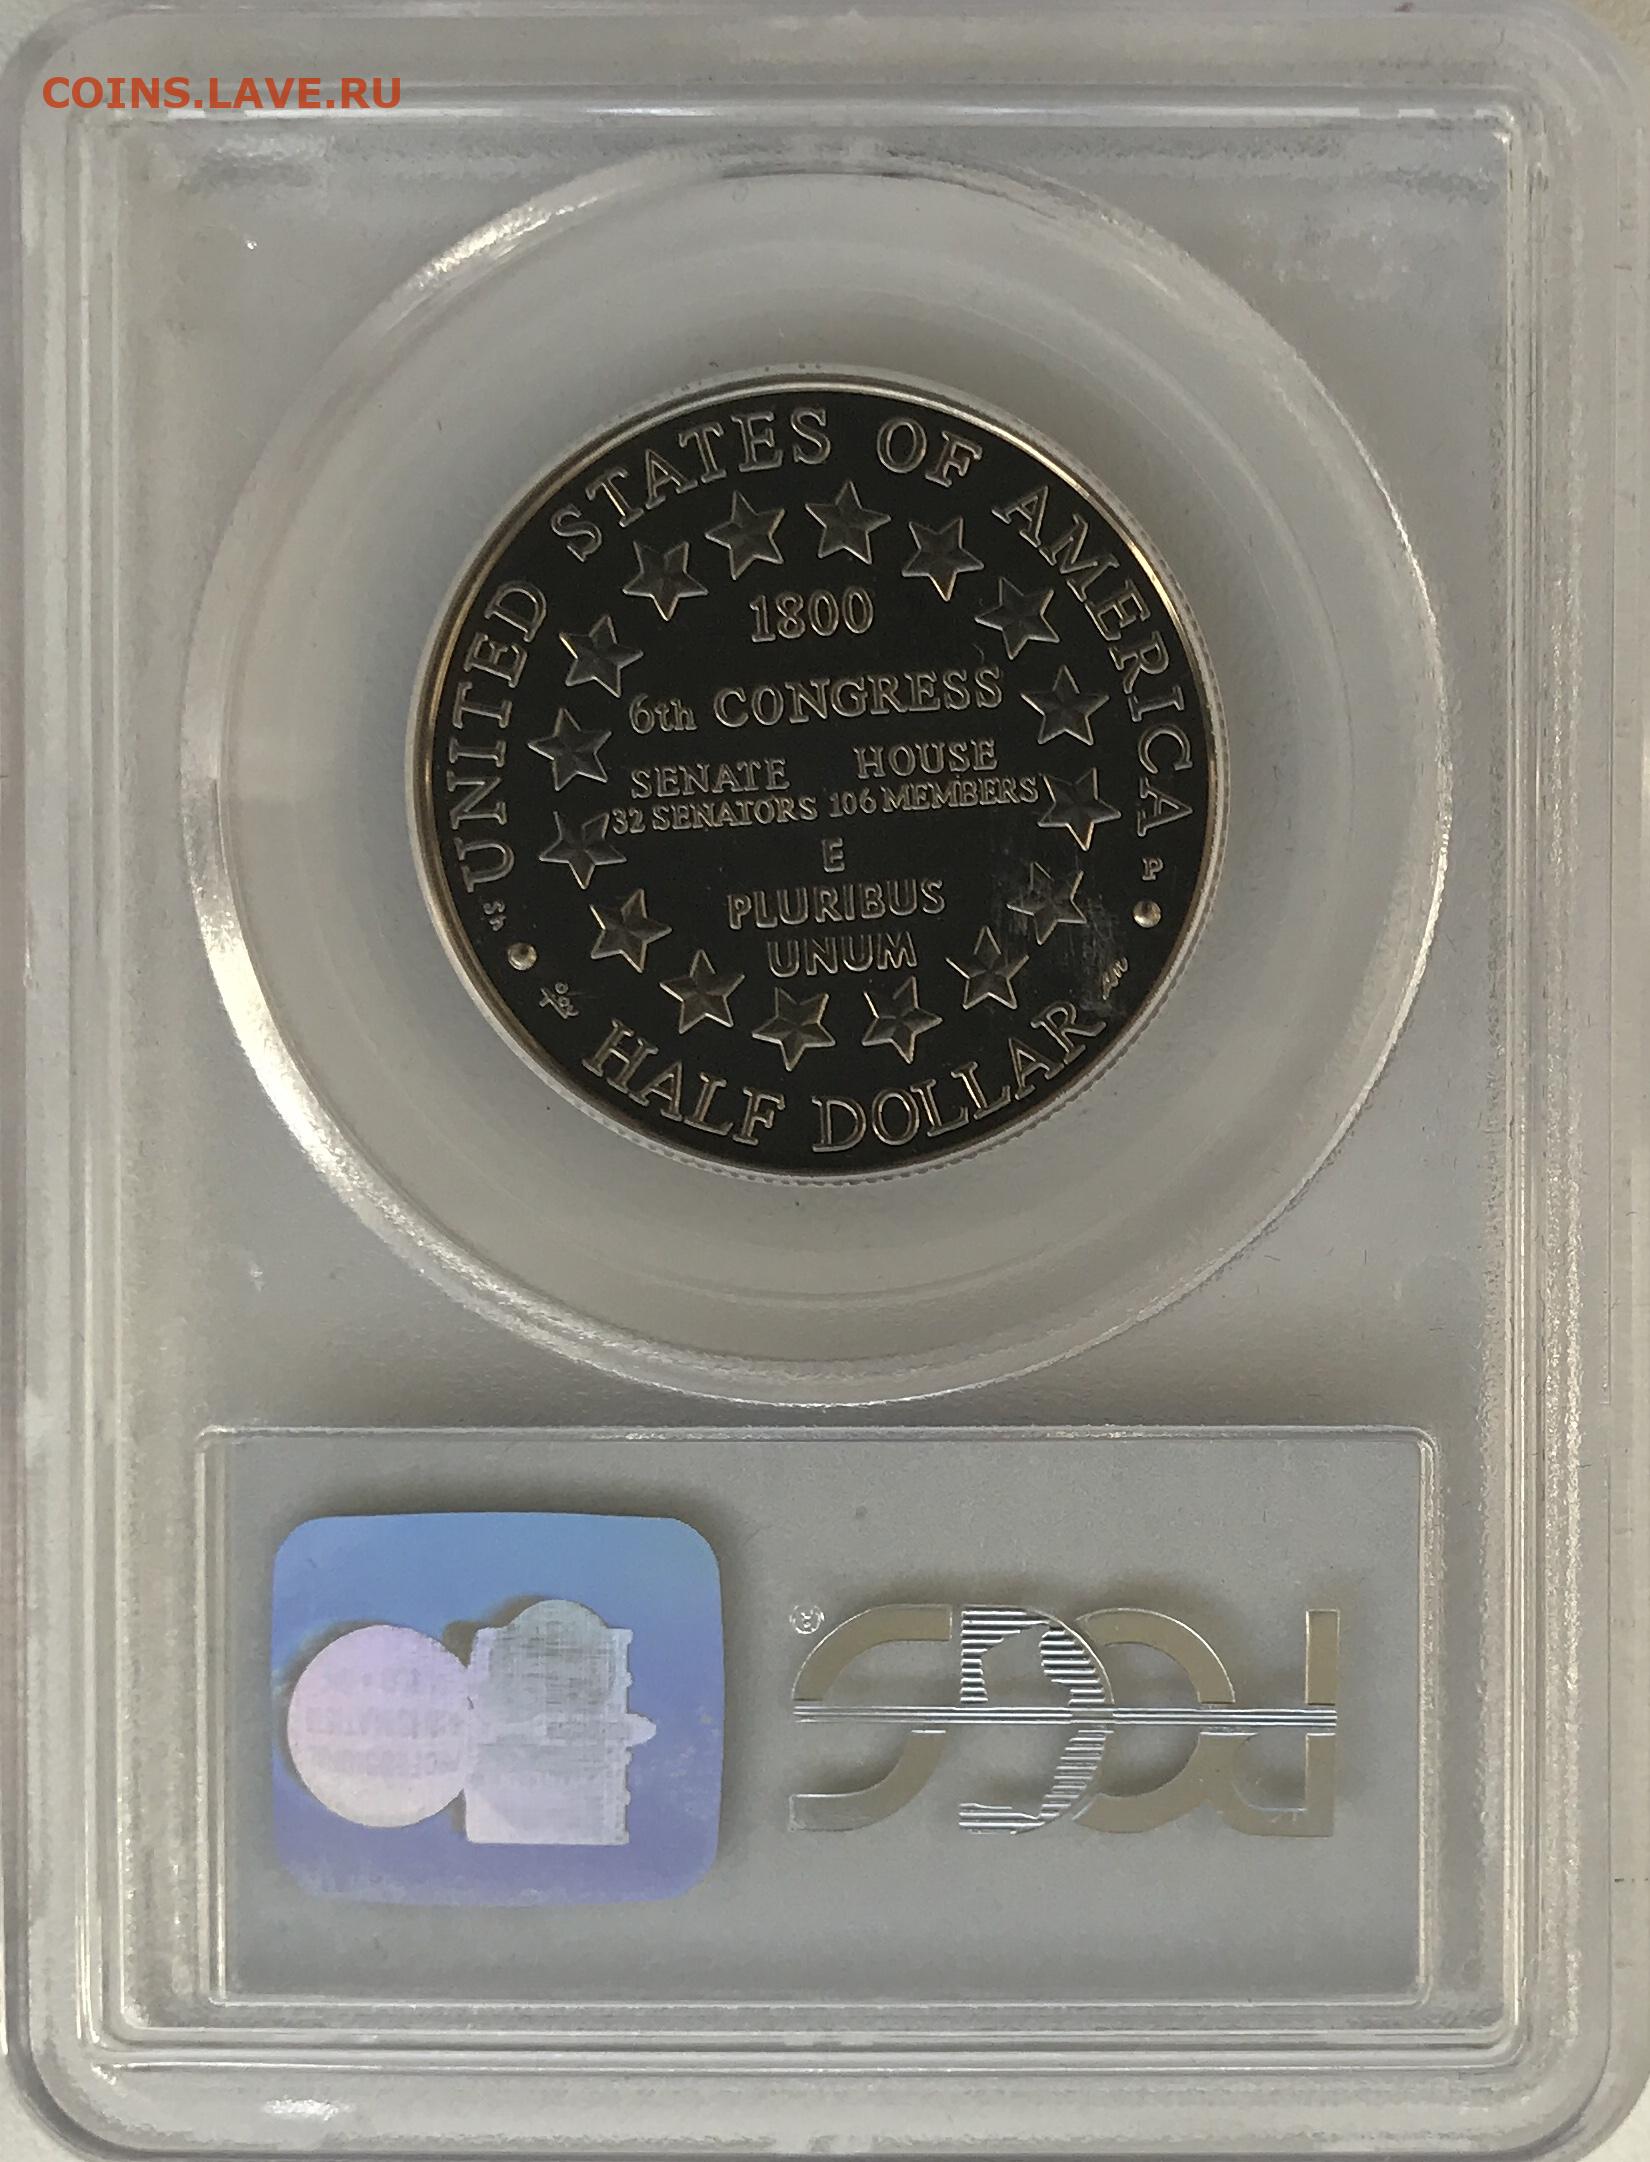 COINS.LAVE.RU
UNITED STATES OF AMERICA
1800
6th CONGRESS
SENATE HOUSE
32 SENATORS 106 MEMBERS
E
PLURIBUS
UNUM
P
HALF DOLLAR
PCGS
®